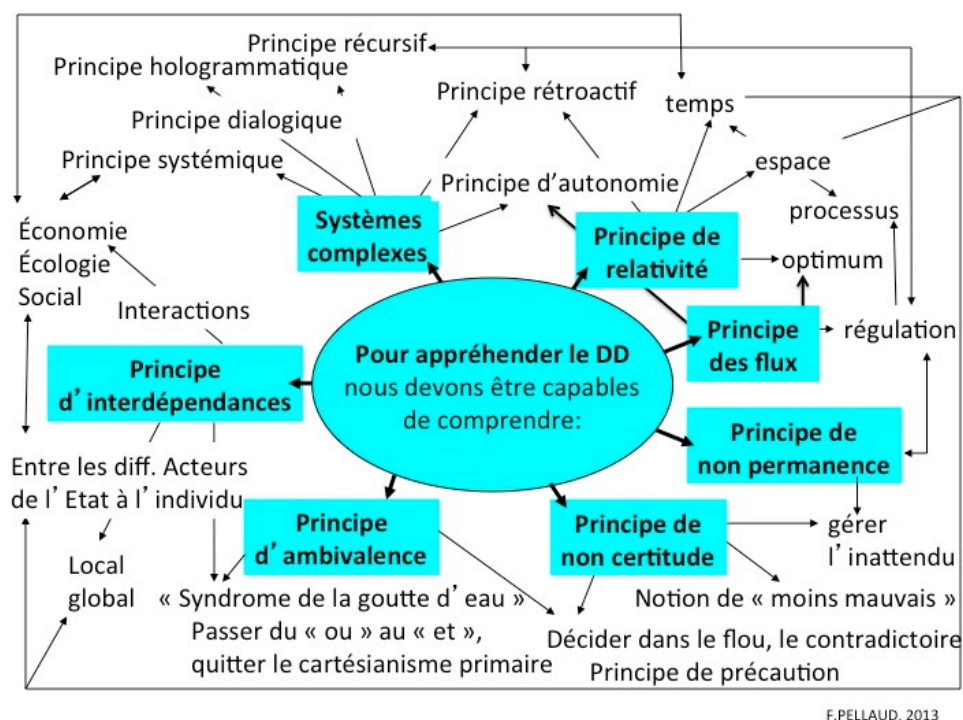 Principe récursif
Principe hologrammatique
Principe rétroactif
temps
Principe dialogique
Principe systémique
espace
Principe d'autonomie
processus
Systèmes
complexes
Principe de
relativité
Économie
Écologie
Social
optimum
Interactions
Principe
des flux
régulation
Pour appréhender le DD
nous devons être capables
de comprendre:
Principe
d' interdépendances
Principe de
non permanence
Entre les diff. Acteurs
de l' Etat à l' individu
Principe
d' ambivalence
Principe de
non certitude
gérer
l' inattendu
Local
global
« Syndrome de la goutte d' eau »
Passer du « ou » au « et »,
quitter le cartésianisme primaire
Notion de « moins mauvais »
Décider dans le flou, le contradictoire
Principe de précaution
F.PELLAUD, 2013